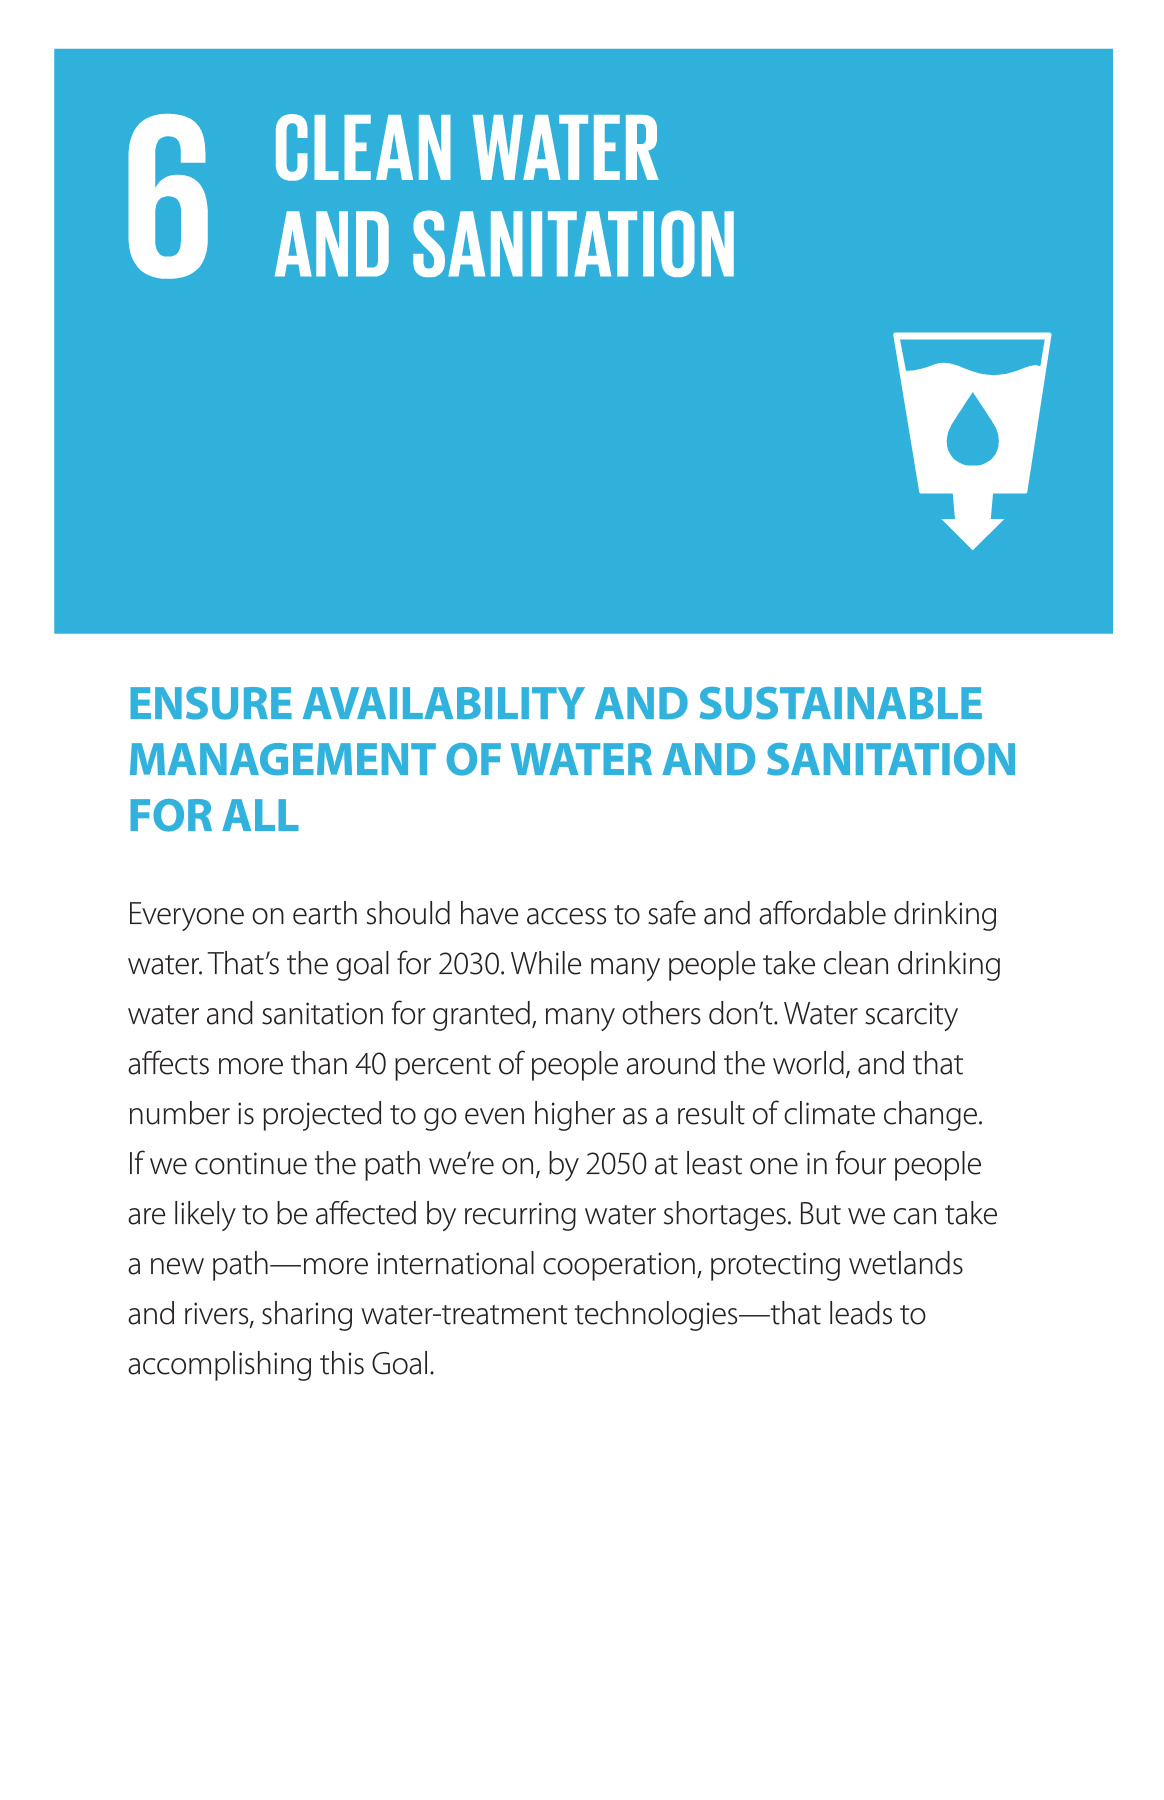 6
CLEAN WATER
AND SANITATION
ENSURE AVAILABILITY AND SUSTAINABLE
MANAGEMENT OF WATER AND SANITATION
FOR ALL
Everyone on earth should have access to safe and affordable drinking
water. That’s the goal for 2030. While many people take clean drinking
water and sanitation for granted, many others don’t. Water scarcity
affects more than 40 percent of people around the world, and that
number is projected to go even higher as a result of climate change.
If we continue the path we’re on, by 2050 at least one in four people
are likely to be affected by recurring water shortages. But we can take
a new path—more international cooperation, protecting wetlands
and rivers, sharing water-treatment technologies—that leads to
accomplishing this Goal.